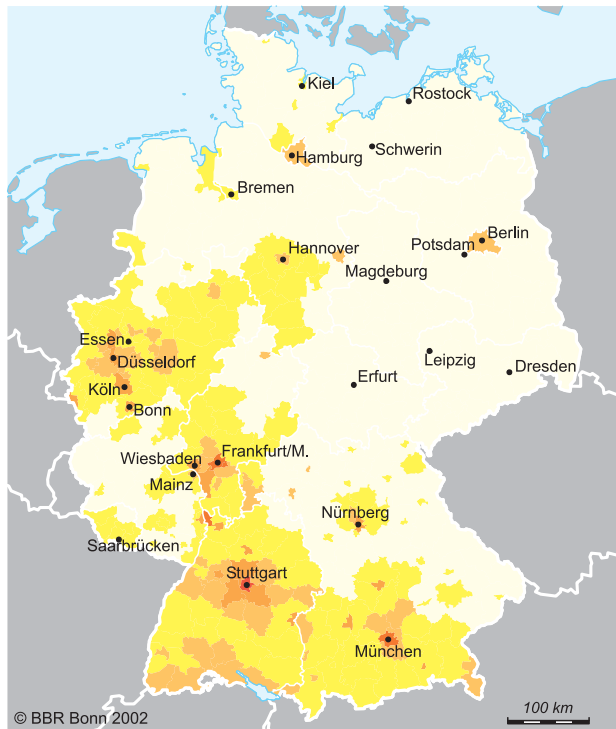 Kiel
Rostock
Schwerin
Hamburg
Bremen
Berlin
Potsdam
Hannover
Magdeburg
Essen
Düsseldorf
Leipzig
Dresden
Köln
Erfurt
Bonn
Wiesbaden
Frankfurt/M.
Mainz
Nürnberg
Saarbrücken
Stuttgart
München
100 km
© BBR Bonn 2002